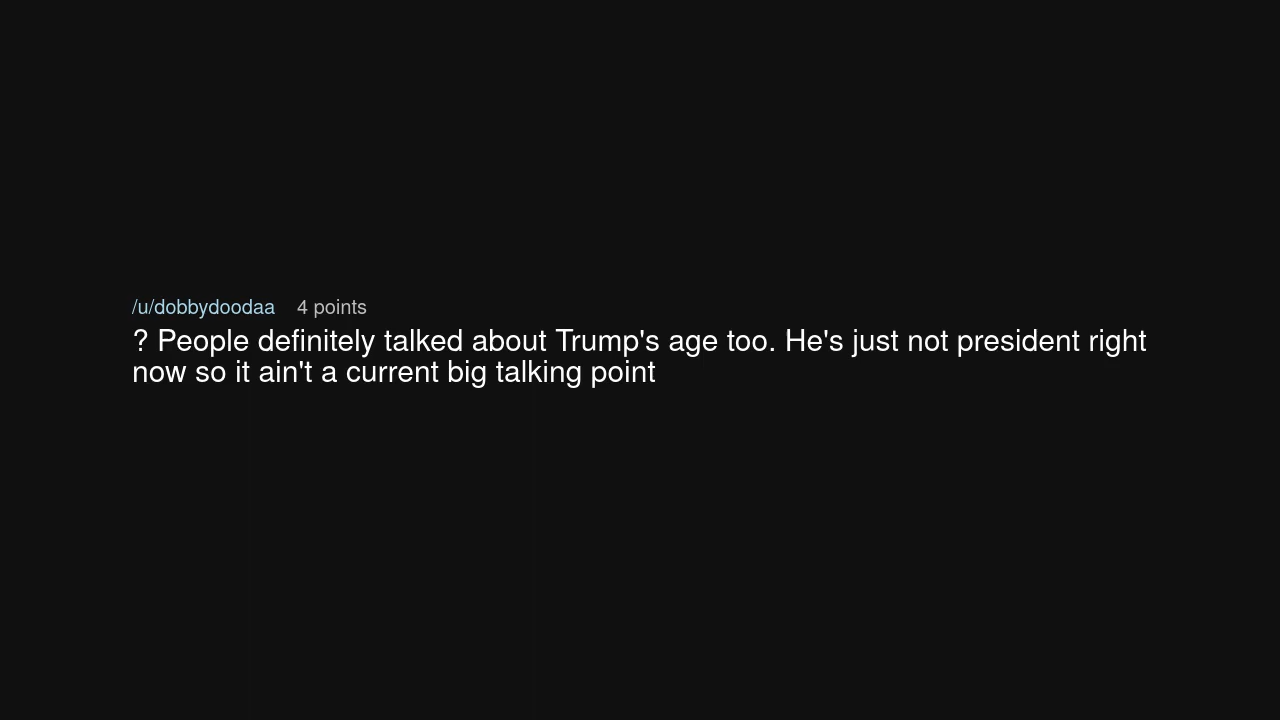 /u/dobbydoodaa 4 points
? People definitely talked about Trump's age too. He's just not president right
now so it ain't a current big talking point